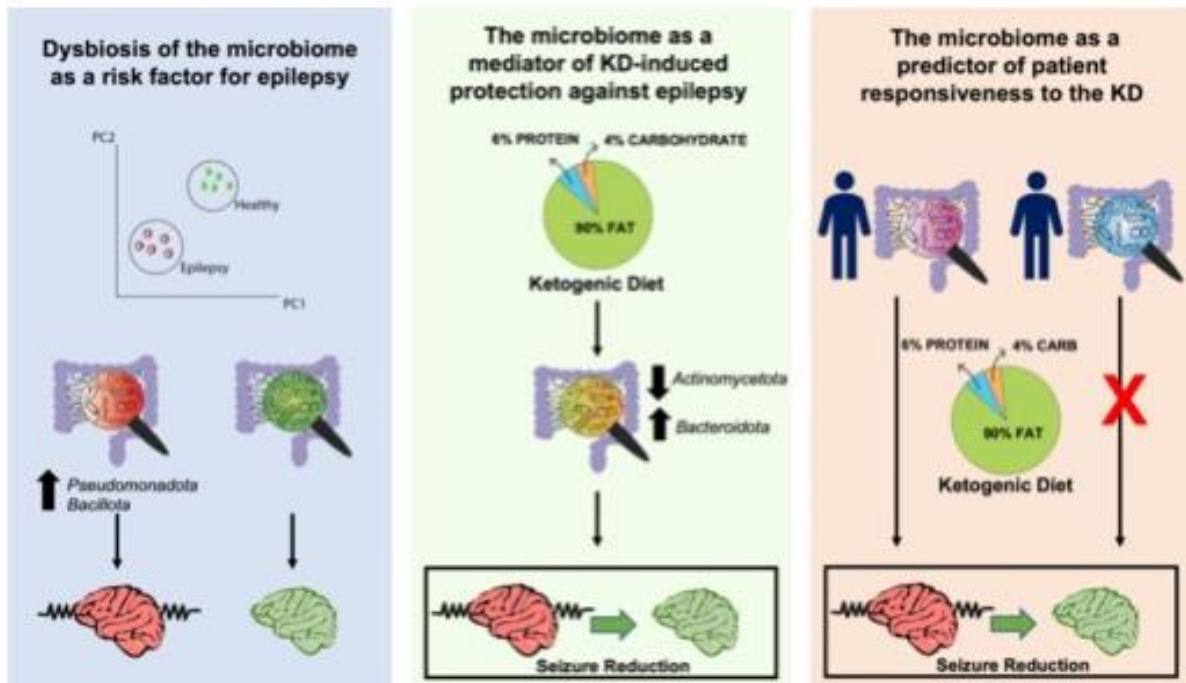 Dysbiosis of the microbiome
as a risk factor for epilepsy
PC2
Healthy
Epilepsy
PC1
Pseudomonadota
Bacillota
The microbiome as a
mediator of KD-induced
protection against epilepsy
6% PROTEIN
4% CARBOHYDRATE
90% FAT
Ketogenic Diet
Actinomycetota
Bacteroidota
Seizure Reduction
The microbiome as a
predictor of patient
responsiveness to the KD
6% PROTEIN
4% CARB
X
90% FAT
Ketogenic Diet
Seizure Reduction